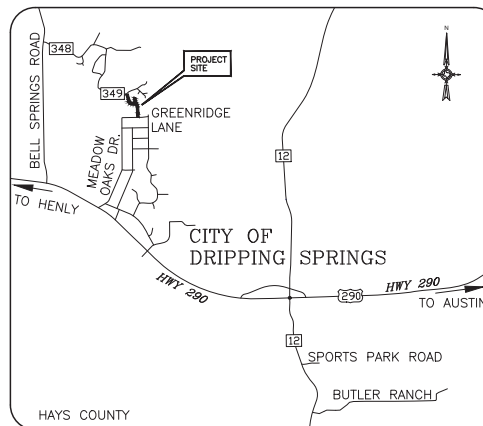 348
BELL SPRINGS ROAD
PROJECT
SITE
N
349
GREENRIDGE
LANE
MEADOW
OAKS DR.
12
TO HENLY
CITY OF
DRIPPING SPRINGS
HWY 290
290
HWY 290
TO AUSTIN
12
SPORTS PARK ROAD
BUTLER RANCH
HAYS COUNTY